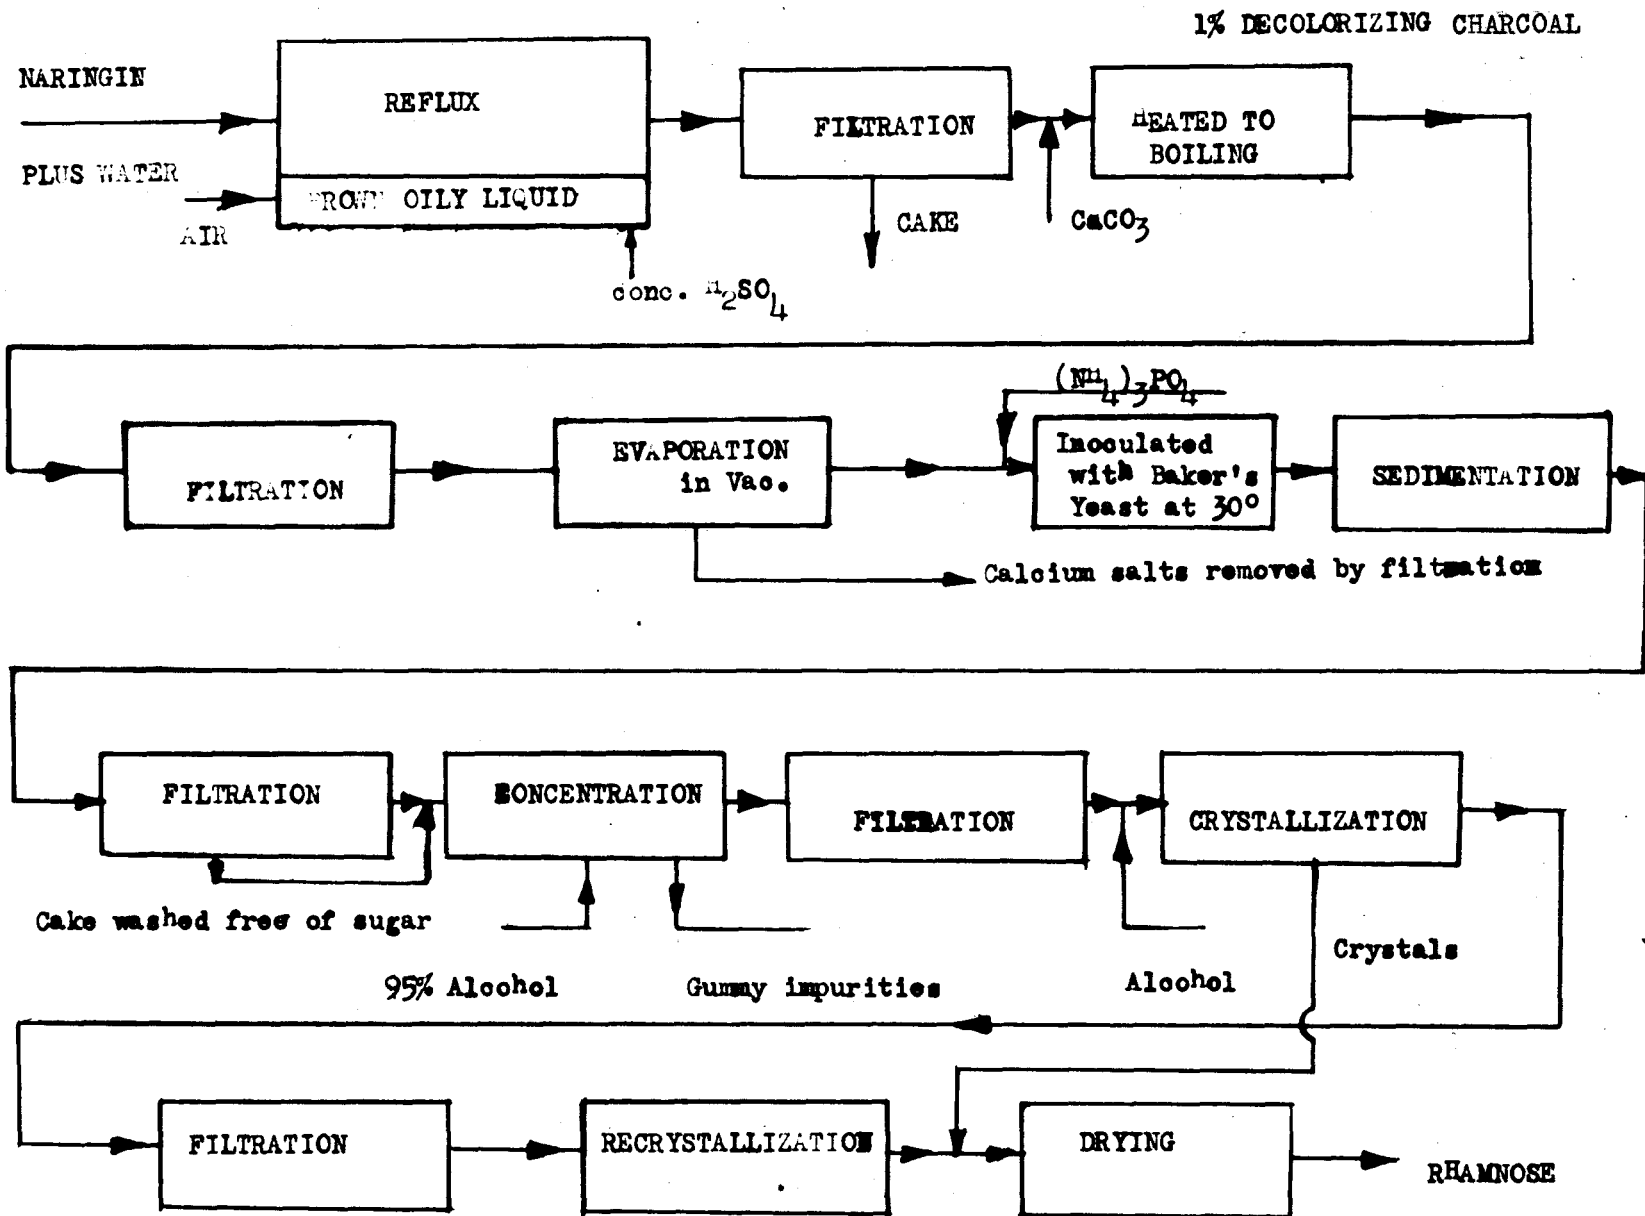 1% DECOLORIZING CHARCOAL
NARINGIN
PLUS WATER
AIR
REFLUX
BROWN OILY LIQUID
conc. H2SO4
FILTRATION
CAKE
CaCO3
HEATED TO
BOILING
FILTRATION
EVAPORATION
in Vac.
Calcium salts removed by filtration
(NH4)3PO4
Inoculated
with Baker's
Yeast at 30°
SEDIMENTATION
FILTRATION
Cake washed free of sugar
CONCENTRATION
95% Alcohol
Gummy impurities
FILTRATION
Alcohol
CRYSTALLIZATION
Crystals
FILTRATION
RECRYSTALLIZATION
DRYING
RHAMNOSE